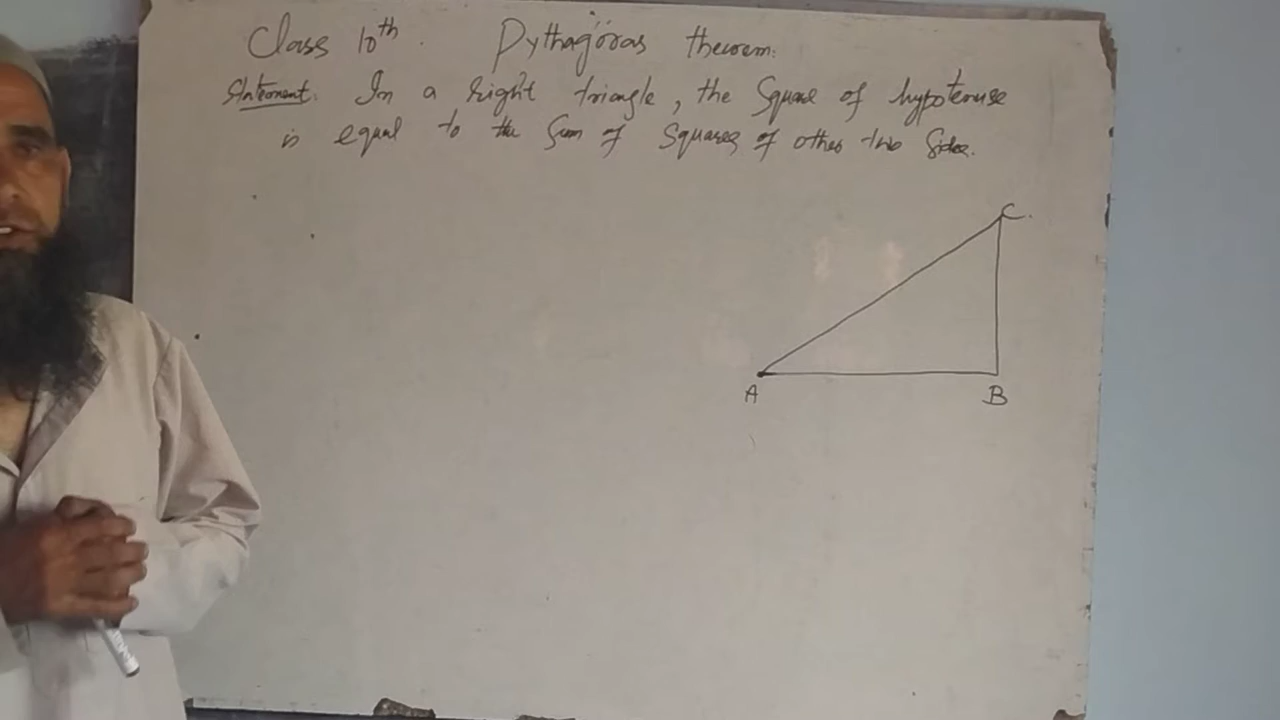 Class 10th. Pythagoras theorem.
Statement. In a right triangle, the Square of hypotenuse
is equal to the Sum of Squares of other two Sides.
C.
A
B